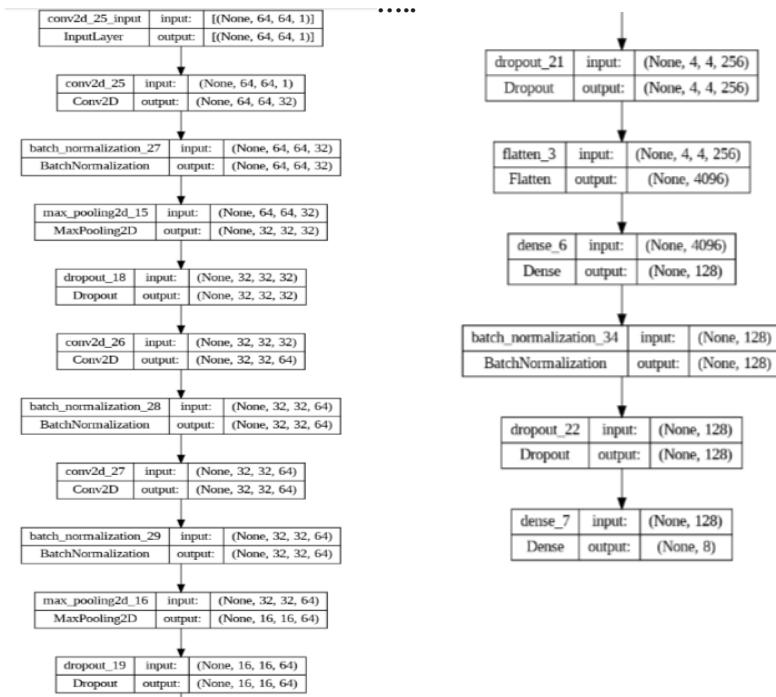 conv2d_25_input input: [(None, 64, 64, 1)]
InputLayer output: [(None, 64, 64, 1)]
conv2d_25 input: (None, 64, 64, 1)
Conv2D output: (None, 64, 64, 32)
batch_normalization_27 input: (None, 64, 64, 32)
BatchNormalization output: (None, 64, 64, 32)
max_pooling2d_15 input: (None, 64, 64, 32)
MaxPooling2D output: (None, 32, 32, 32)
dropout_18 input: (None, 32, 32, 32)
Dropout output: (None, 32, 32, 32)
conv2d_26 input: (None, 32, 32, 32)
Conv2D output: (None, 32, 32, 64)
batch_normalization_28 input: (None, 32, 32, 64)
BatchNormalization output: (None, 32, 32, 64)
conv2d_27 input: (None, 32, 32, 64)
Conv2D output: (None, 32, 32, 64)
batch_normalization_29 input: (None, 32, 32, 64)
BatchNormalization output: (None, 32, 32, 64)
max_pooling2d_16 input: (None, 32, 32, 64)
MaxPooling2D output: (None, 16, 16, 64)
dropout_19 input: (None, 16, 16, 64)
Dropout output: (None, 16, 16, 64)
.....
dropout_21 input: (None, 4, 4, 256)
Dropout output: (None, 4, 4, 256)
flatten_3 input: (None, 4, 4, 256)
Flatten output: (None, 4096)
dense_6 input: (None, 4096)
Dense output: (None, 128)
batch_normalization_34 input: (None, 128)
BatchNormalization output: (None, 128)
dropout_22 input: (None, 128)
Dropout output: (None, 128)
dense_7 input: (None, 128)
Dense output: (None, 8)